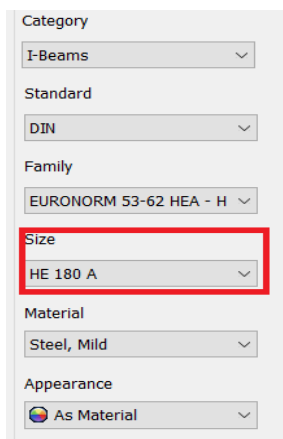 Category
I-Beams
Standard
DIN
Family
EURONORM 53-62 HEA - H
Size
HE 180 A
Material
Steel, Mild
Appearance
As Material